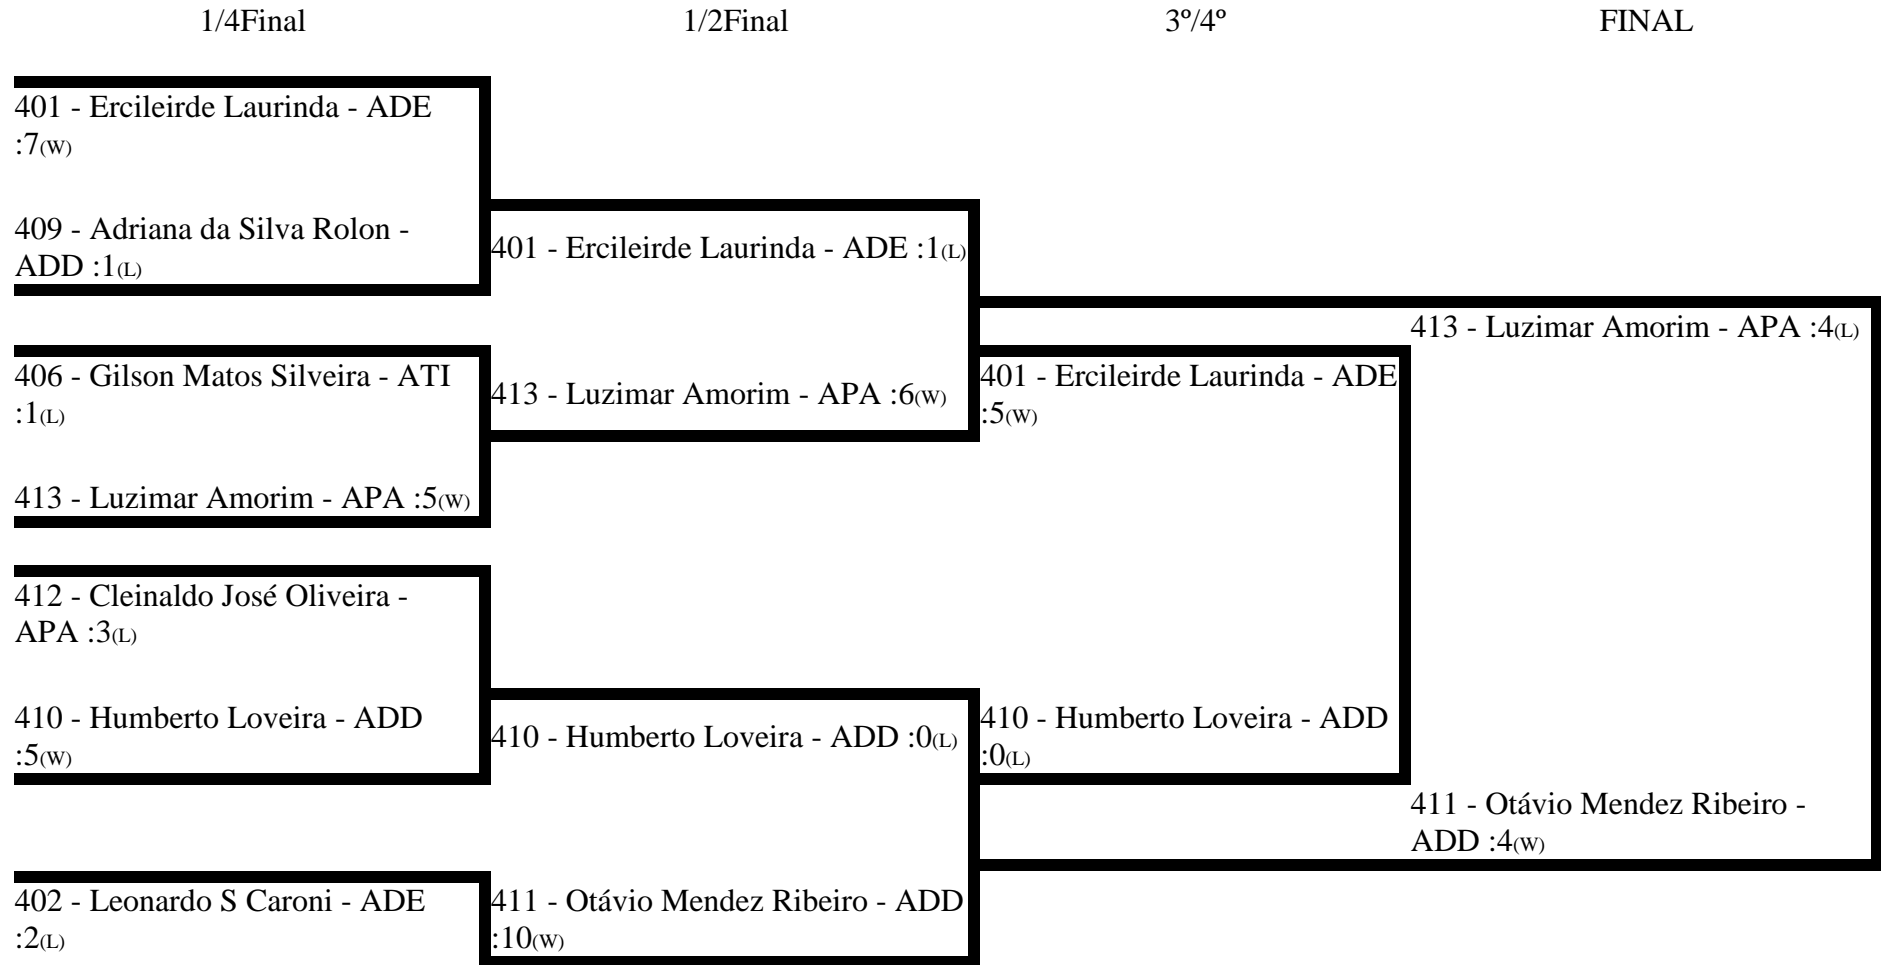 1/4Final
1/2Final
3º/4º
FINAL
401 - Ercileirde Laurinda - ADE
:7(W)
409 - Adriana da Silva Rolon -
ADD :1(L)
406 - Gilson Matos Silveira - ATI
:1(L)
413 - Luzimar Amorim - APA :5(W)
412 - Cleinaldo José Oliveira -
APA :3(L)
410 - Humberto Loveira - ADD
:5(W)
402 - Leonardo S Caroni - ADE
:2(L)
401 - Ercileirde Laurinda - ADE :1(L)
413 - Luzimar Amorim - APA :6(W)
410 - Humberto Loveira - ADD :0(L)
411 - Otávio Mendez Ribeiro - ADD
:10(W)
401 - Ercileirde Laurinda - ADE
:5(W)
410 - Humberto Loveira - ADD
:0(L)
413 - Luzimar Amorim - APA :4(L)
411 - Otávio Mendez Ribeiro -
ADD :4(W)